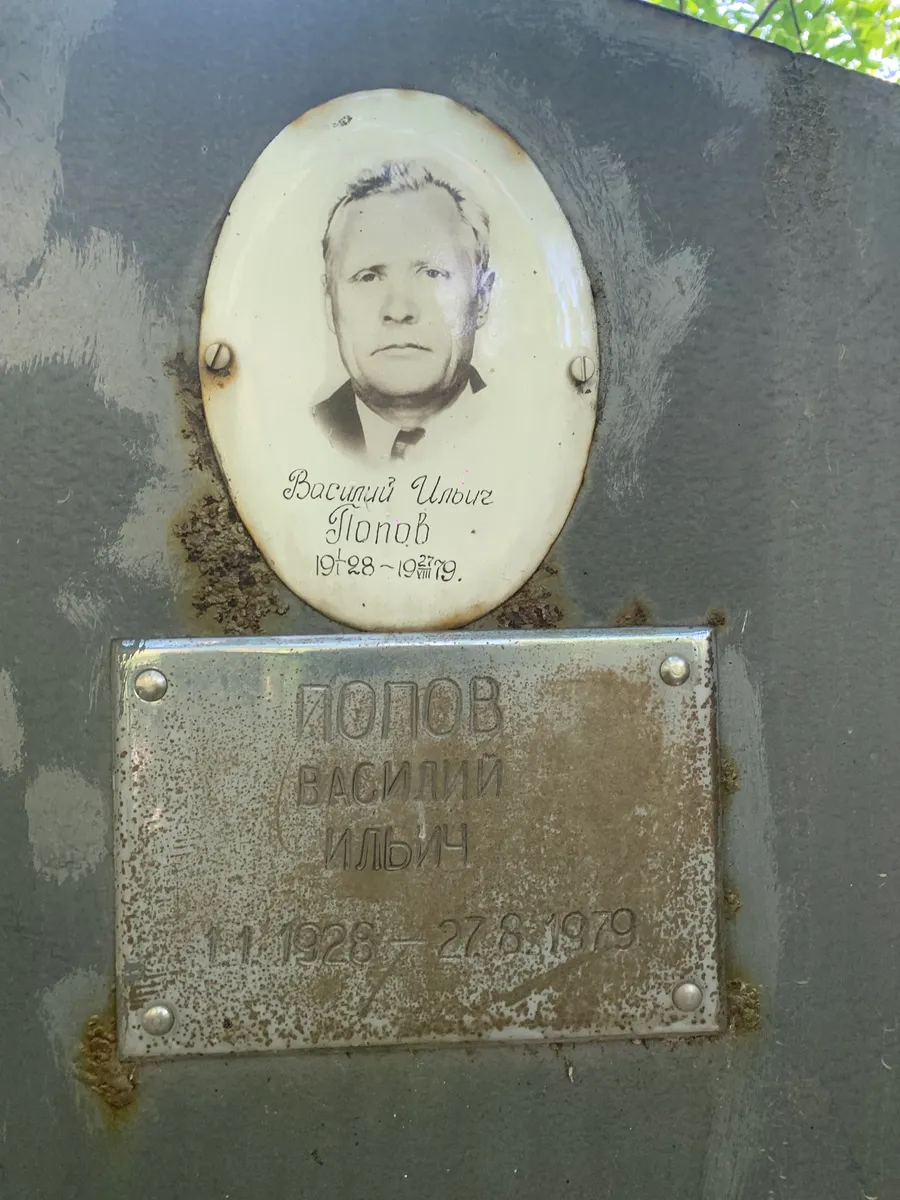 Василий Ильич
Попов
19 1/I 28 ~ 19 27/VIII 79.
ПОПОВ
ВАСИЛИЙ
ИЛЬИЧ
1.1.1928 — 27.8.1979